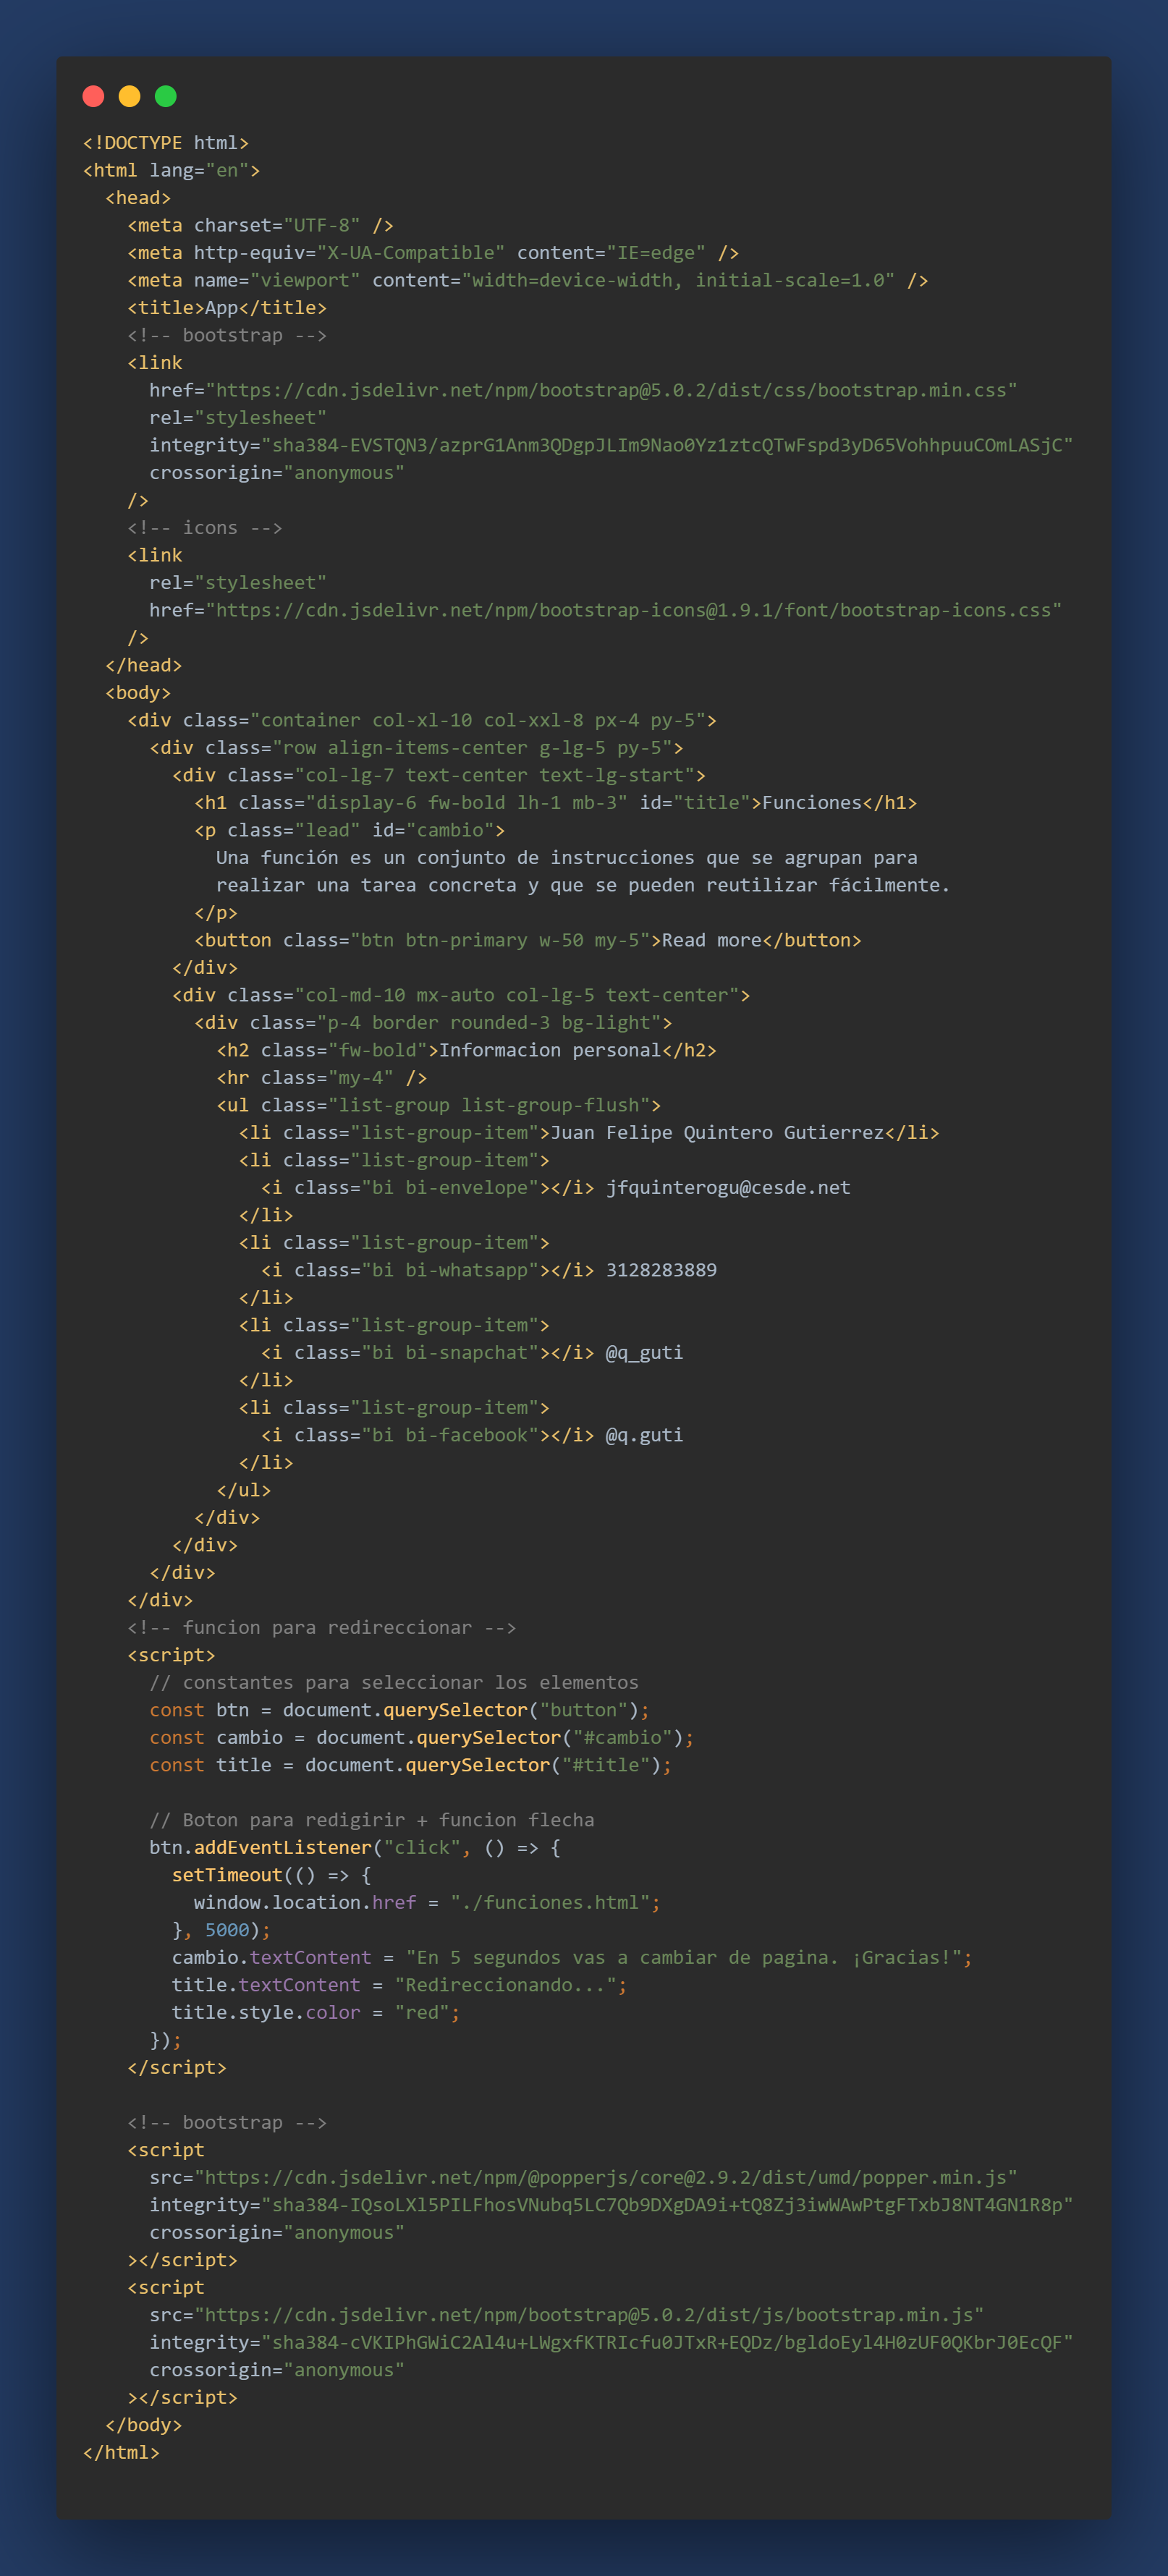 <!DOCTYPE html>
<html lang="en">
  <head>
    <meta charset="UTF-8" />
    <meta http-equiv="X-UA-Compatible" content="IE=edge" />
    <meta name="viewport" content="width=device-width, initial-scale=1.0" />
    <title>App</title>
    <!-- bootstrap -->
    <link
      href="https://cdn.jsdelivr.net/npm/bootstrap@5.0.2/dist/css/bootstrap.min.css"
      rel="stylesheet"
      integrity="sha384-EVSTQN3/azprG1Anm3QDgpJLIm9Nao0Yz1ztcQTwFspd3yD65VohhpuuCOmLASjC"
      crossorigin="anonymous"
    />
    <!-- icons -->
    <link
      rel="stylesheet"
      href="https://cdn.jsdelivr.net/npm/bootstrap-icons@1.9.1/font/bootstrap-icons.css"
    />
  </head>
  <body>
    <div class="container col-xl-10 col-xxl-8 px-4 py-5">
      <div class="row align-items-center g-lg-5 py-5">
        <div class="col-lg-7 text-center text-lg-start">
          <h1 class="display-6 fw-bold lh-1 mb-3" id="title">Funciones</h1>
          <p class="lead" id="cambio">
            Una función es un conjunto de instrucciones que se agrupan para
            realizar una tarea concreta y que se pueden reutilizar fácilmente.
          </p>
          <button class="btn btn-primary w-50 my-5">Read more</button>
        </div>
        <div class="col-md-10 mx-auto col-lg-5 text-center">
          <div class="p-4 border rounded-3 bg-light">
            <h2 class="fw-bold">Informacion personal</h2>
            <hr class="my-4" />
            <ul class="list-group list-group-flush">
              <li class="list-group-item">Juan Felipe Quintero Gutierrez</li>
              <li class="list-group-item">
                <i class="bi bi-envelope"></i> jfquinterogu@cesde.net
              </li>
              <li class="list-group-item">
                <i class="bi bi-whatsapp"></i> 3128283889
              </li>
              <li class="list-group-item">
                <i class="bi bi-snapchat"></i> @q_guti
              </li>
              <li class="list-group-item">
                <i class="bi bi-facebook"></i> @q.guti
              </li>
            </ul>
          </div>
        </div>
      </div>
    </div>
    <!-- funcion para redireccionar -->
    <script>
      // constantes para seleccionar los elementos
      const btn = document.querySelector("button");
      const cambio = document.querySelector("#cambio");
      const title = document.querySelector("#title");

      // Boton para redigirir + funcion flecha
      btn.addEventListener("click", () => {
        setTimeout(() => {
          window.location.href = "./funciones.html";
        }, 5000);
        cambio.textContent = "En 5 segundos vas a cambiar de pagina. ¡Gracias!";
        title.textContent = "Redireccionando...";
        title.style.color = "red";
      });
    </script>

    <!-- bootstrap -->
    <script
      src="https://cdn.jsdelivr.net/npm/@popperjs/core@2.9.2/dist/umd/popper.min.js"
      integrity="sha384-IQsoLXl5PILFhosVNubq5LC7Qb9DXgDA9i+tQ8Zj3iwWAwPtgFTxbJ8NT4GN1R8p"
      crossorigin="anonymous"
    ></script>
    <script
      src="https://cdn.jsdelivr.net/npm/bootstrap@5.0.2/dist/js/bootstrap.min.js"
      integrity="sha384-cVKIPhGWiC2Al4u+LWgxfKTRIcfu0JTxR+EQDz/bgldoEyl4H0zUF0QKbrJ0EcQF"
      crossorigin="anonymous"
    ></script>
  </body>
</html>